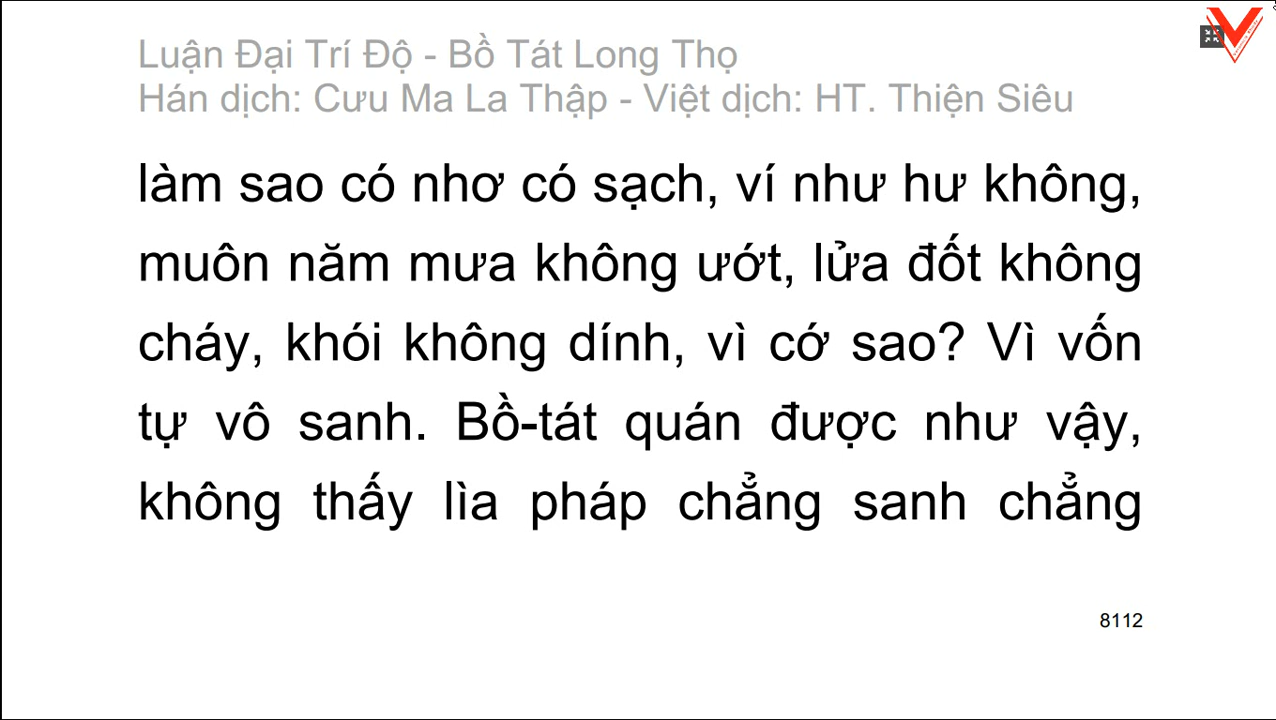 Luận Đại Trí Độ - Bồ Tát Long Thọ
Hán dịch: Cưu Ma La Thập - Việt dịch: HT. Thiện Siêu
làm sao có nhơ có sạch, ví như hư không,
muôn năm mưa không ướt, lửa đốt không
cháy, khói không dính, vì cớ sao? Vì vốn
tự vô sanh. Bồ-tát quán được như vậy,
không thấy lìa pháp chẳng sanh chẳng
8112